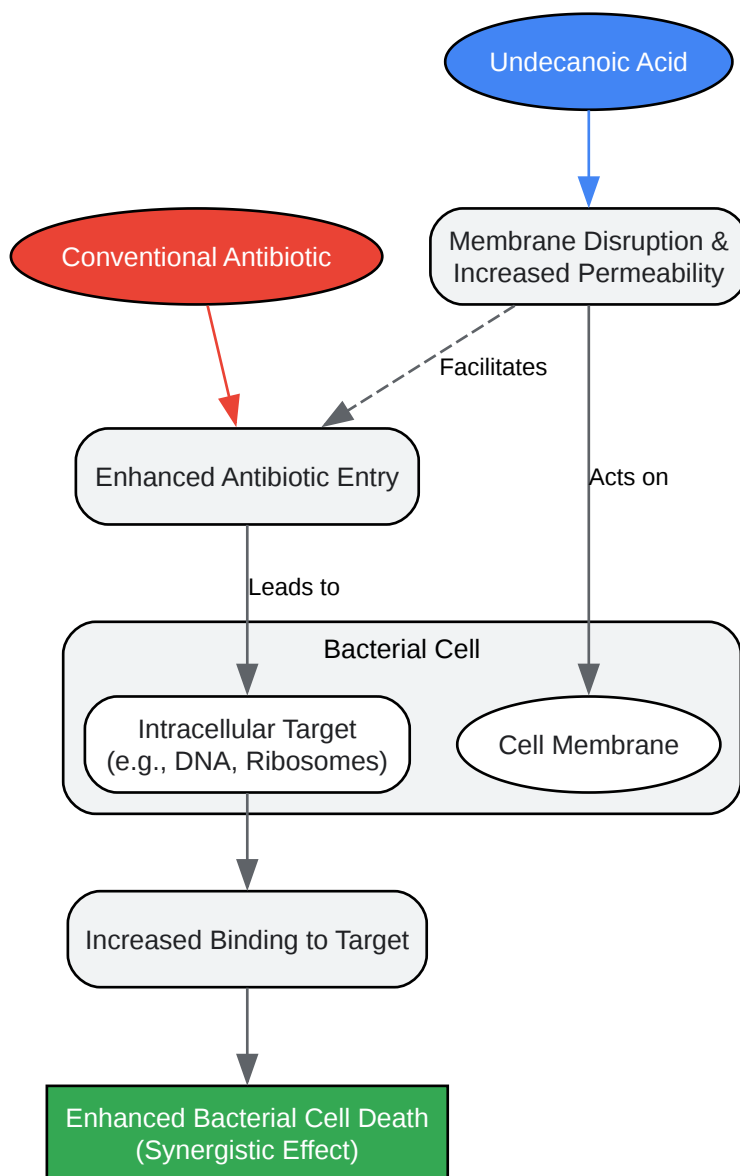 Undecanoic Acid
Conventional Antibiotic
Membrane Disruption &
Increased Permeability
Facilitates
Enhanced Antibiotic Entry
Acts on
Leads to
Bacterial Cell
Intracellular Target
(e.g., DNA, Ribosomes)
Cell Membrane
Increased Binding to Target
Enhanced Bacterial Cell Death
(Synergistic Effect)